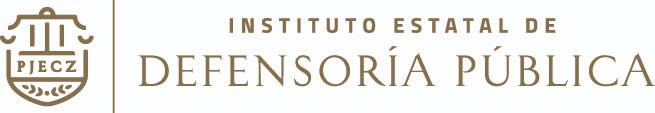 PJECZ
INSTITUTO ESTATAL DE
DEFENSORÍA PÚBLICA